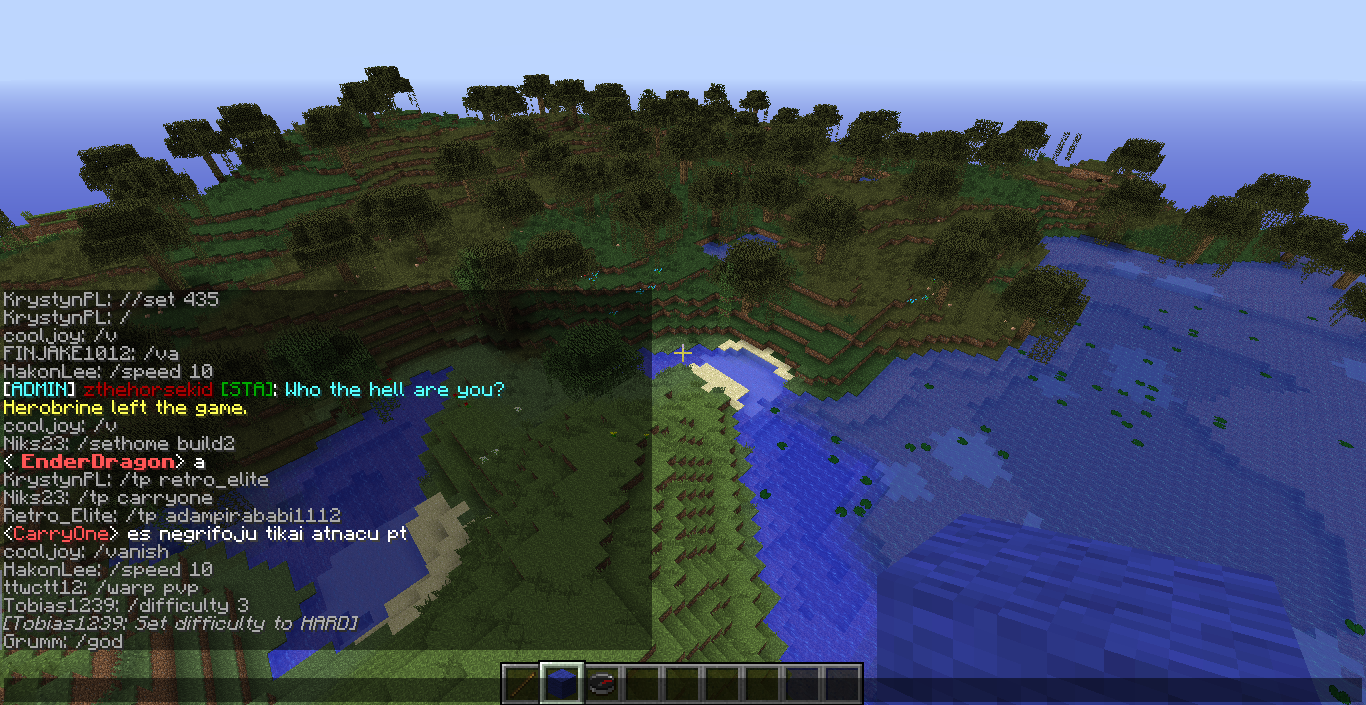 KrystynPL: //set 435
KrystynPL: /
cooljoy: /v
FINJAKE1012: /va
HakonLee: /speed 10
[ADMIN] zthehorsekid [STA]: Who the hell are you?
Herobrine left the game.
cooljoy: /v
Niks23: /sethome build2
< EnderDragon> a
KrystynPL: /tp retro_elite
Niks23: /tp carryone
Retro_Elite: /tp adampirababi1112
<CarryOne> es negrifoju tikai atnacu pt
cooljoy: /vanish
HakonLee: /speed 10
ttwctt12: /warp pvp
Tobias1239: /difficulty 3
[Tobias1239: Set difficulty to HARD]
Grumm: /god